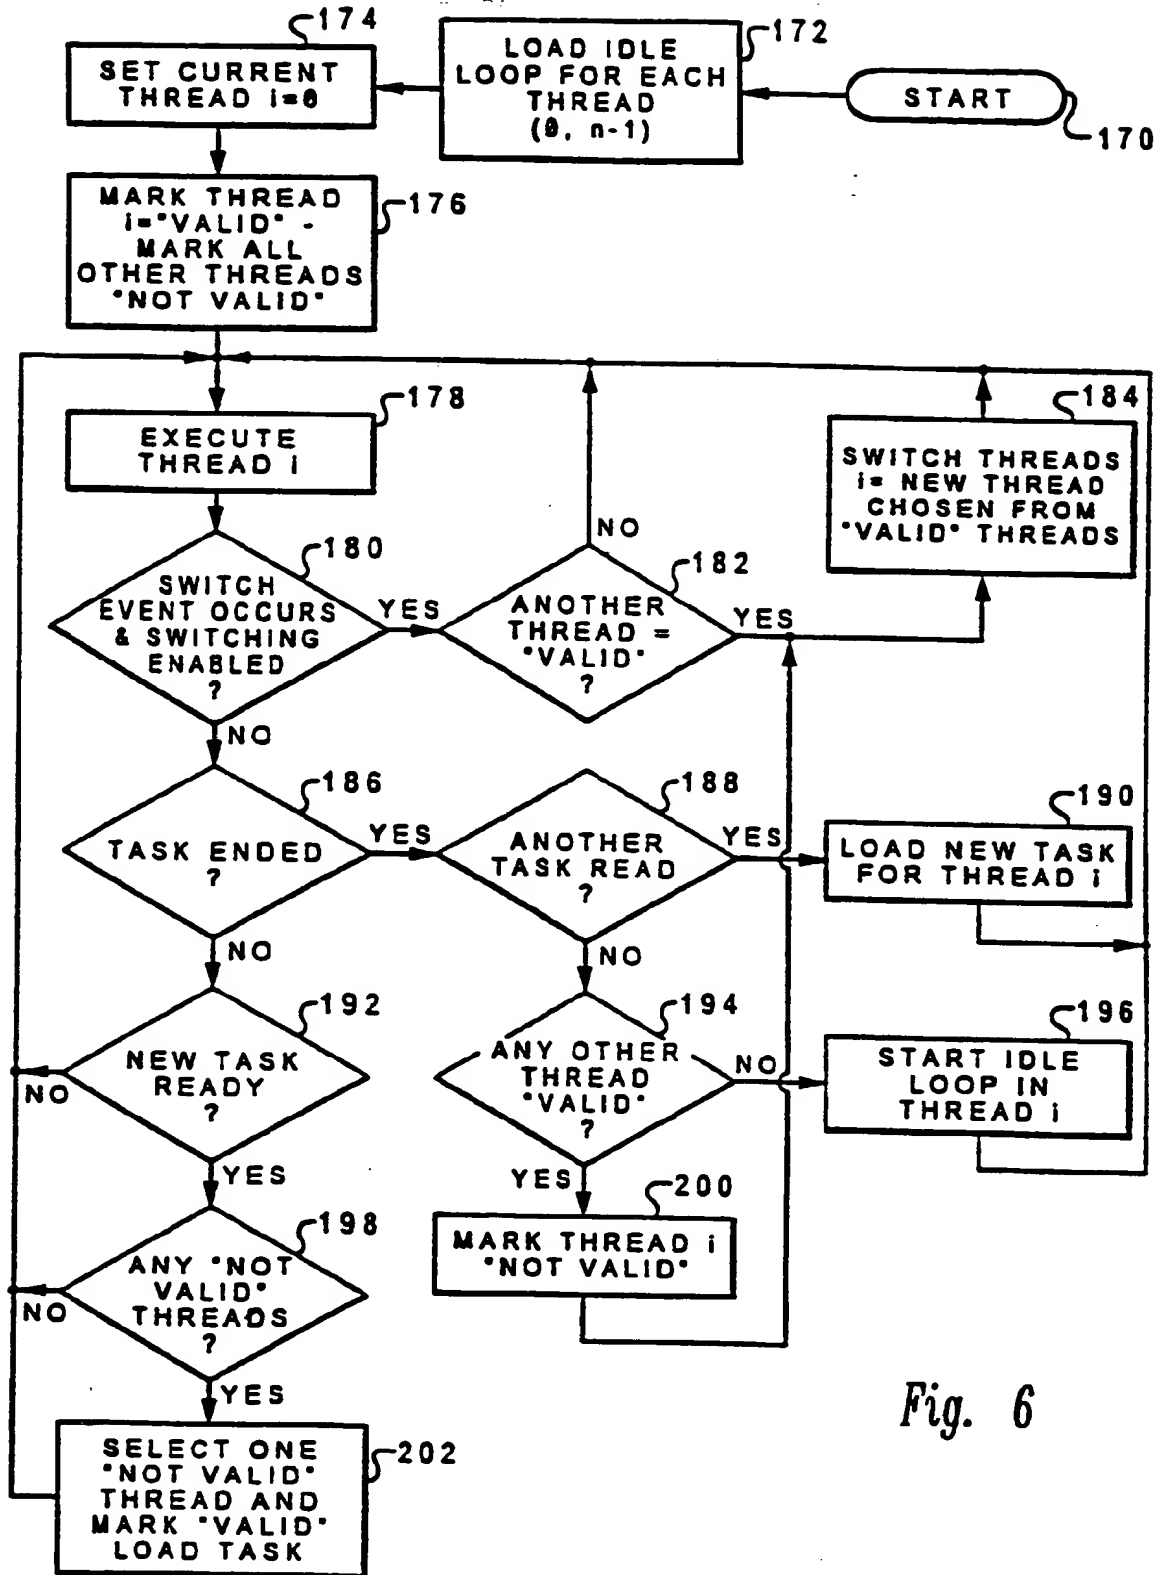 174
SET CURRENT
THREAD i=0
172
LOAD IDLE
LOOP FOR EACH
THREAD
(0, n-1)
START
170
176
MARK THREAD
i="VALID" -
MARK ALL
OTHER THREADS
"NOT VALID"
178
EXECUTE
THREAD i
184
SWITCH THREADS
i= NEW THREAD
CHOSEN FROM
"VALID" THREADS
180
SWITCH
EVENT OCCURS
& SWITCHING
ENABLED
?
YES
NO
182
ANOTHER
THREAD =
"VALID"
?
NO
YES
186
TASK ENDED
?
YES
NO
188
ANOTHER
TASK READ
?
YES
NO
190
LOAD NEW TASK
FOR THREAD i
192
NEW TASK
READY
?
NO
YES
194
ANY OTHER
THREAD
"VALID"
?
NO
YES
196
START IDLE
LOOP IN
THREAD i
198
ANY "NOT
VALID"
THREADS
?
NO
YES
200
MARK THREAD i
"NOT VALID"
202
SELECT ONE
"NOT VALID"
THREAD AND
MARK "VALID"
LOAD TASK
Fig. 6